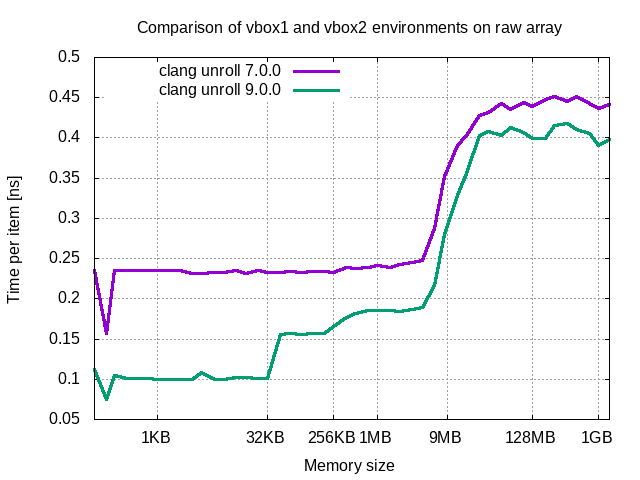 Comparison of vbox1 and vbox2 environments on raw array
clang unroll 7.0.0
clang unroll 9.0.0
0.5
0.45
0.4
0.35
0.3
0.25
0.2
0.15
0.1
0.05
Time per item [ns]
1KB 32KB 256KB 1MB 9MB 128MB 1GB
Memory size